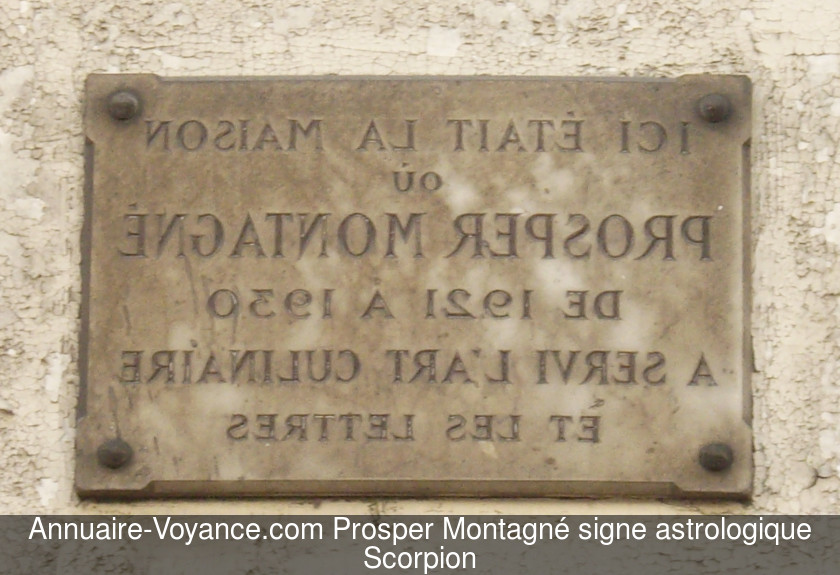 ICI ÉTAIT LA MAISON
OÙ
PROSPER MONTAGNÉ
DE 1921 À 1930
A SERVI L'ART CULINAIRE
ET LES LETTRES
Annuaire-Voyance.com Prosper Montagné signe astrologique
Scorpion